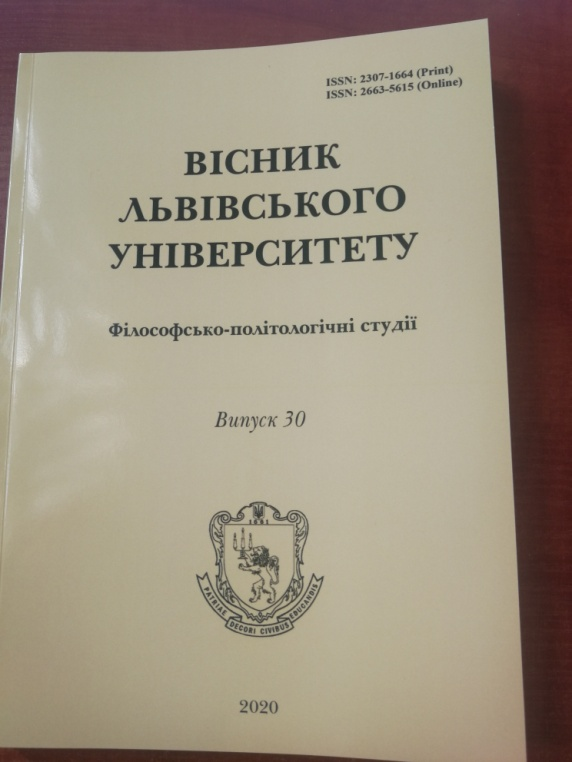 ISSN: 2307-1664 (Print)
ISSN: 2663-5615 (Online)
ВІСНИК
ЛЬВІВСЬКОГО
УНІВЕРСИТЕТУ
Філософсько-політологічні студії
Випуск 30
1661
PATRIAE DECORI CIVIBUS EDUCANDIS
2020